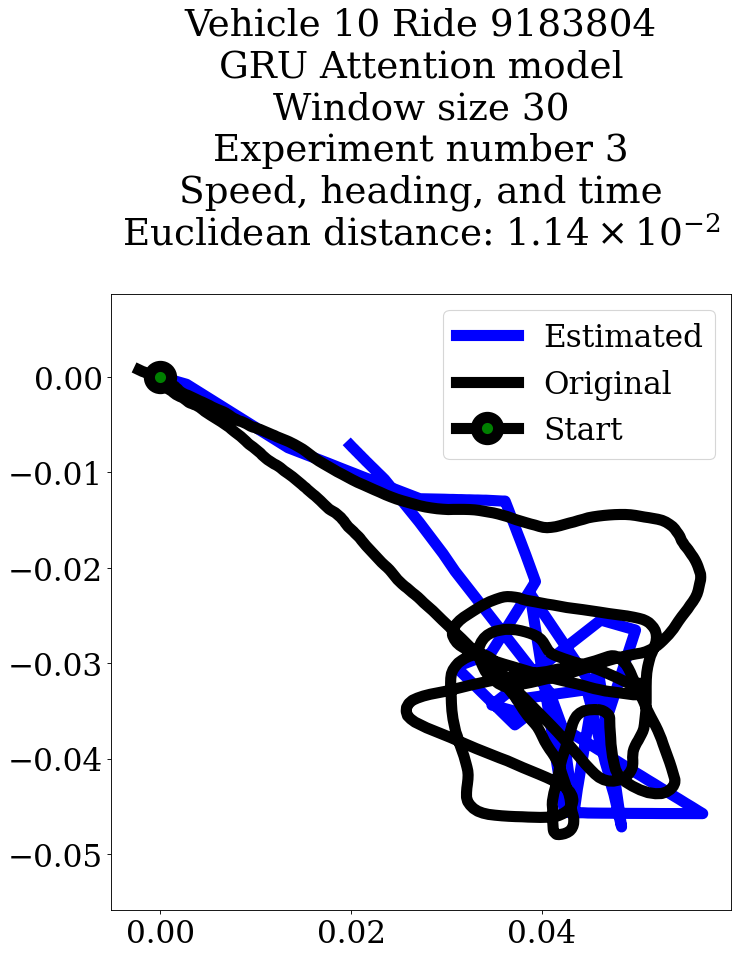 Vehicle 10 Ride 9183804
GRU Attention model
Window size 30
Experiment number 3
Speed, heading, and time
Euclidean distance: 1.14 × 10⁻²
Estimated
Original
Start
0.00
−0.01
−0.02
−0.03
−0.04
−0.05
0.00 0.02 0.04